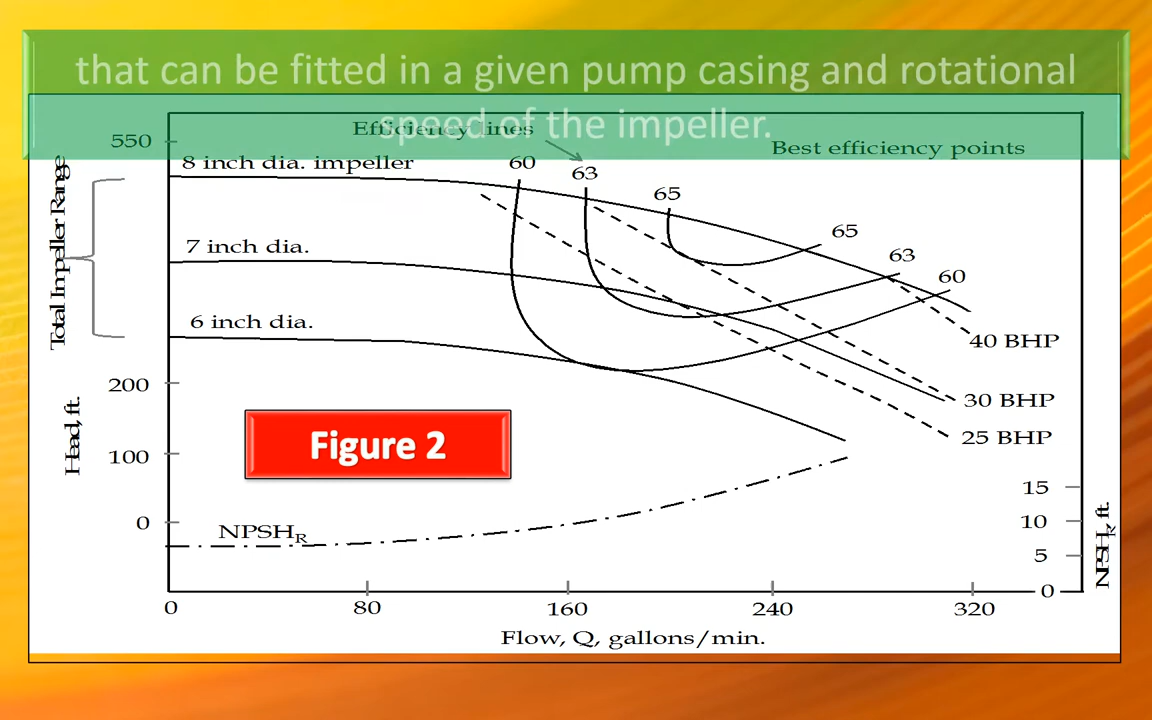 that can be fitted in a given pump casing and rotational
speed of the impeller.
Efficiency lines
550
Best efficiency points
8 inch dia. impeller
60
63
65
Total Impeller Range
7 inch dia.
65
63
60
6 inch dia.
40 BHP
200
30 BHP
Head, ft.
Figure 2
25 BHP
100
15
0
10
NPSHR
NPSHR, ft.
5
0
0
80
160
240
320
Flow, Q, gallons/min.